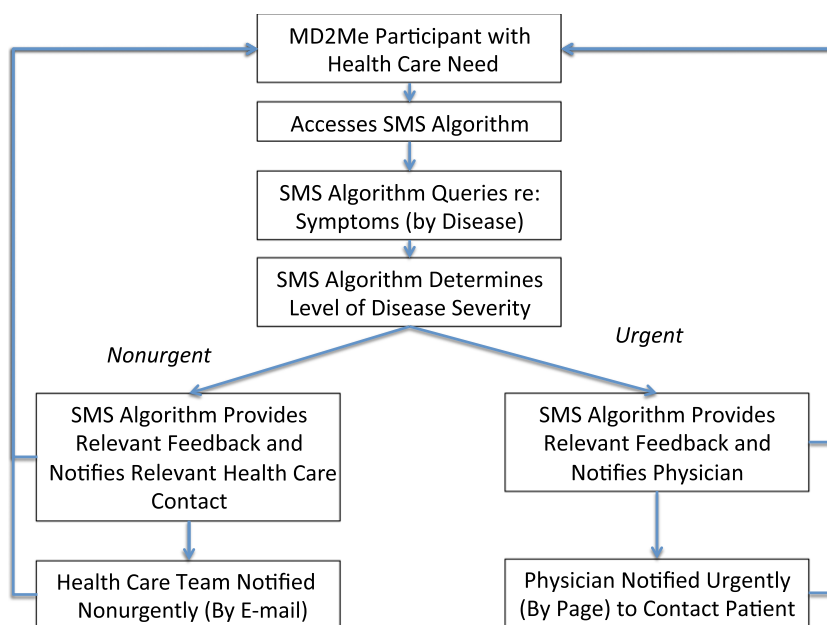 MD2Me Participant with
Health Care Need
Accesses SMS Algorithm
SMS Algorithm Queries re:
Symptoms (by Disease)
SMS Algorithm Determines
Level of Disease Severity
Nonurgent
Urgent
SMS Algorithm Provides
Relevant Feedback and
Notifies Relevant Health Care
Contact
SMS Algorithm Provides
Relevant Feedback and
Notifies Physician
Health Care Team Notified
Nonurgently (By E-mail)
Physician Notified Urgently
(By Page) to Contact Patient